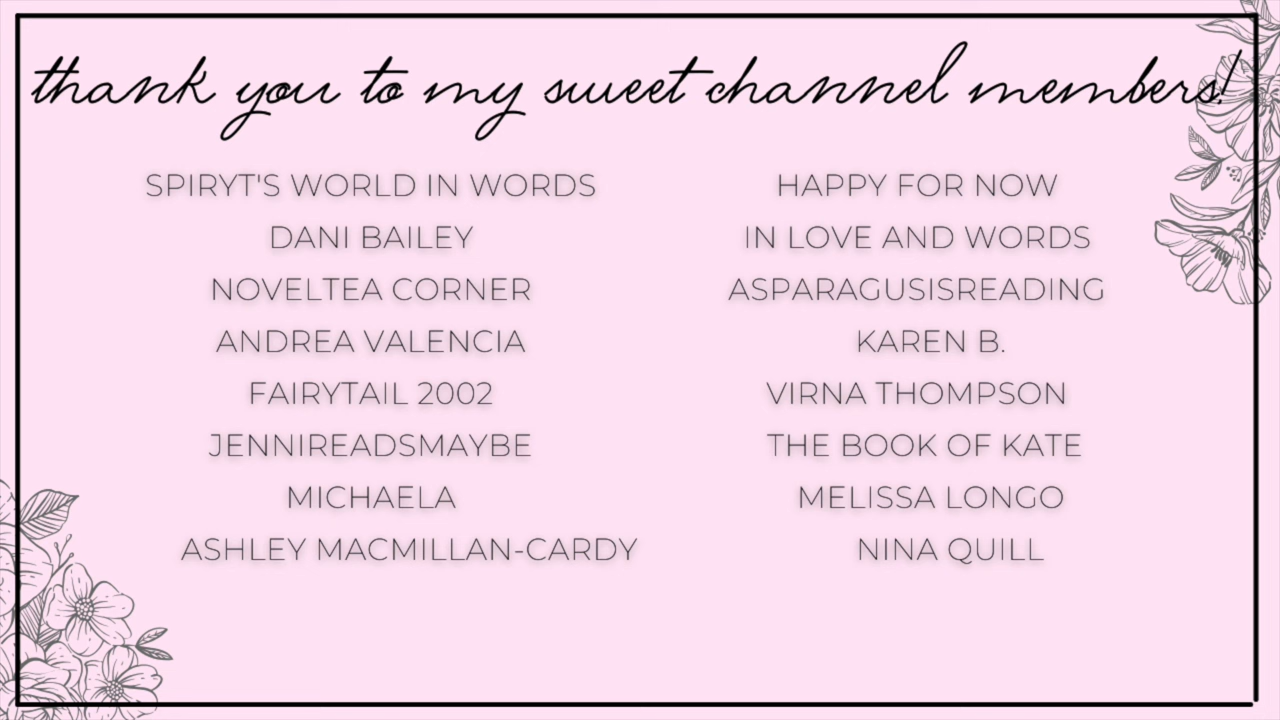 thank you to my sweet channel members!
SPIRYT'S WORLD IN WORDS
DANI BAILEY
NOVELTEA CORNER
ANDREA VALENCIA
FAIRYTAIL 2002
JENNIREADSMAYBE
MICHAELA
ASHLEY MACMILLAN-CARDY
HAPPY FOR NOW
IN LOVE AND WORDS
ASPARAGUSISREADING
KAREN B.
VIRNA THOMPSON
THE BOOK OF KATE
MELISSA LONGO
NINA QUILL